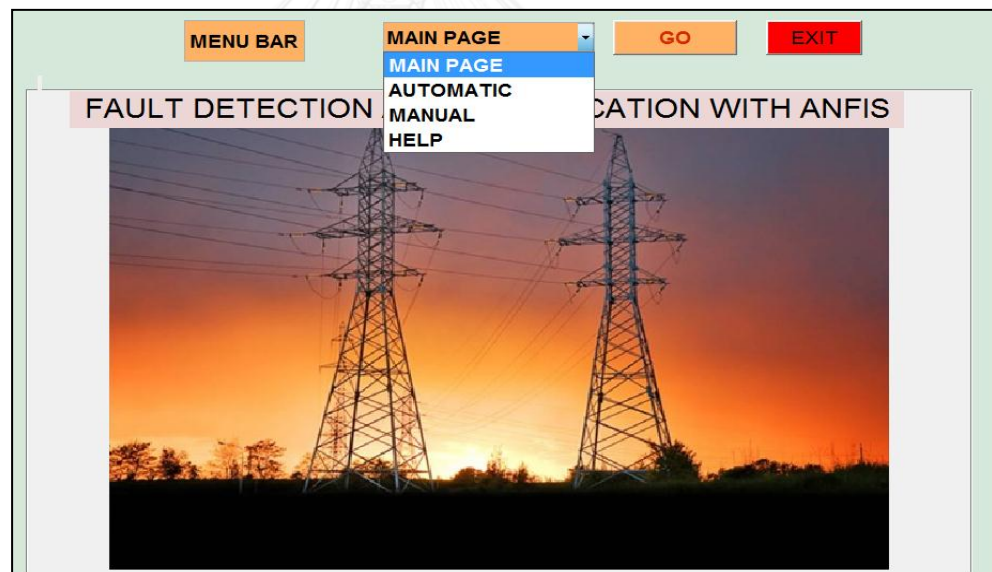 MENU BAR
MAIN PAGE
GO
EXIT
MAIN PAGE
AUTOMATIC
MANUAL
HELP
FAULT DETECTION
CATION WITH ANFIS